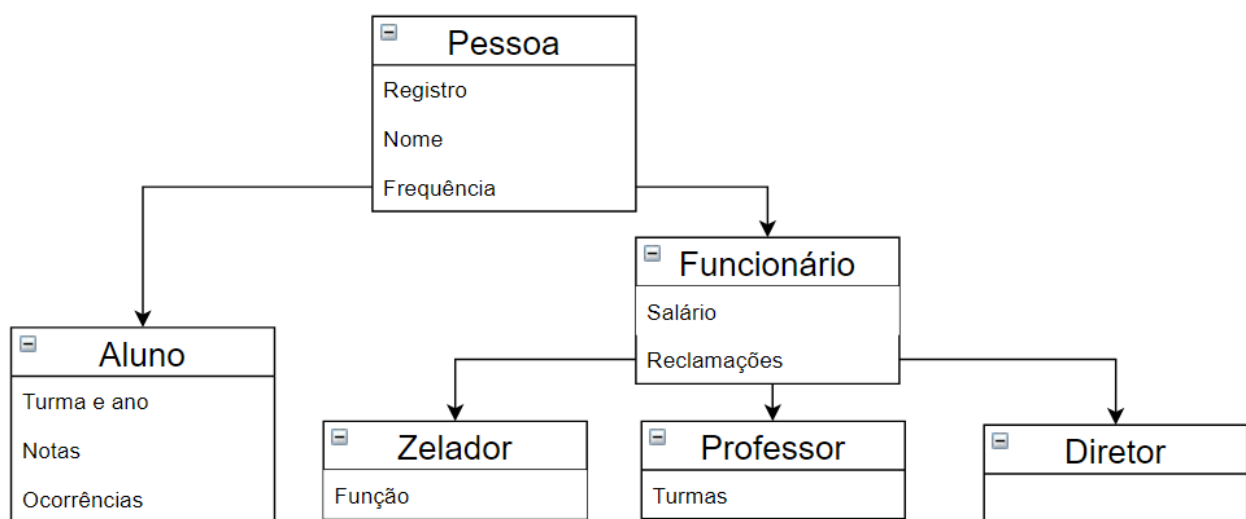 Pessoa
Registro
Nome
Frequência
Funcionário
Salário
Reclamações
Aluno
Turma e ano
Notas
Ocorrências
Zelador
Função
Professor
Turmas
Diretor